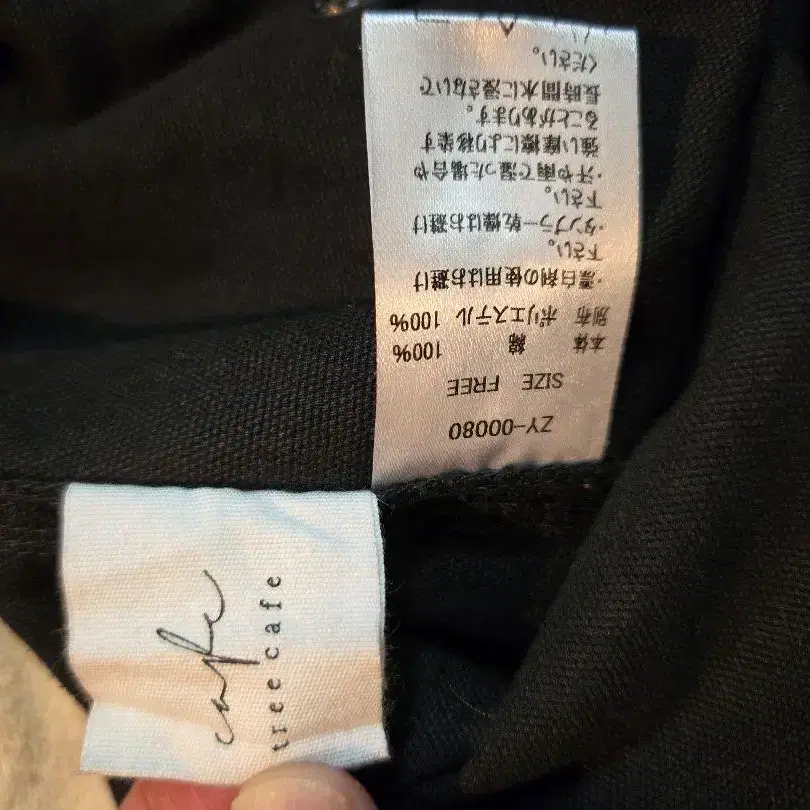 ZY-00080
SIZE FREE
本体 綿 100%
別布 ポリエステル 100%
・漂白剤の使用はお避け
下さい。
・タンブラー乾燥はお避け
下さい。
・汗や雨で湿った場合や
強い摩擦により移染す
ることがあります。
長時間水に浸さないで
ください。
cafe
tree cafe